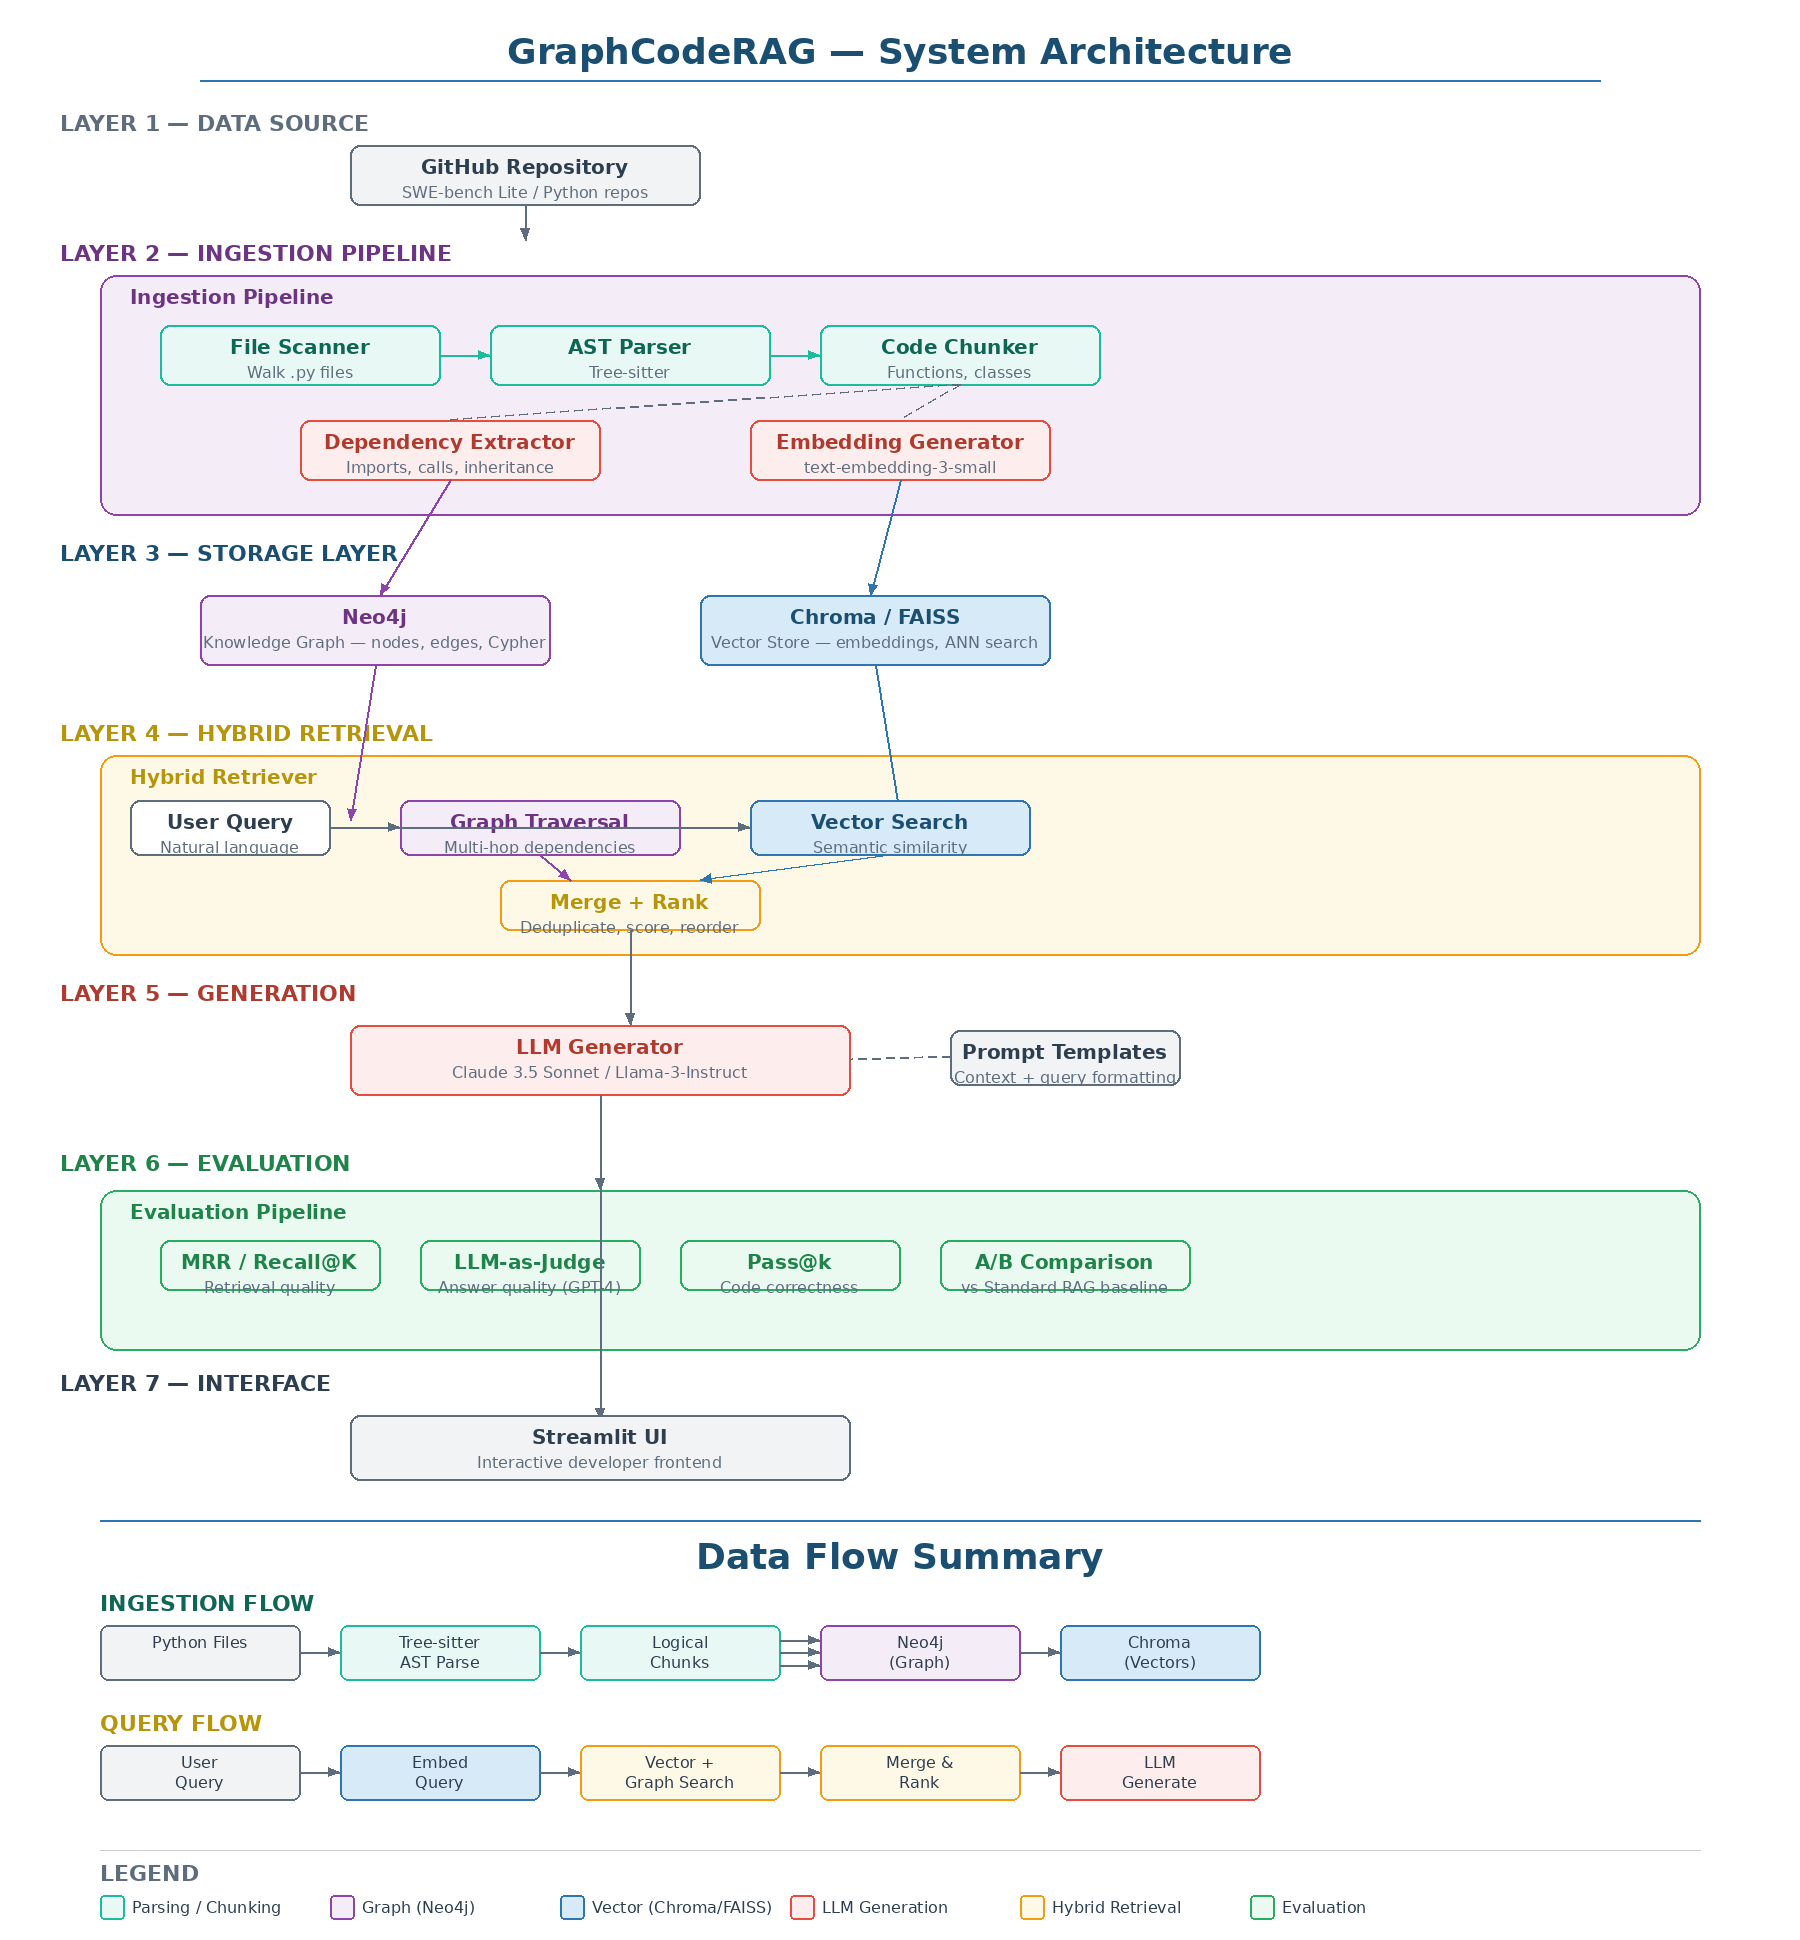 GraphCodeRAG — System Architecture
LAYER 1 — DATA SOURCE
GitHub Repository
SWE-bench Lite / Python repos
LAYER 2 — INGESTION PIPELINE
Ingestion Pipeline
File Scanner
Walk .py files
AST Parser
Tree-sitter
Code Chunker
Functions, classes
Dependency Extractor
Imports, calls, inheritance
Embedding Generator
text-embedding-3-small
LAYER 3 — STORAGE LAYER
Neo4j
Knowledge Graph — nodes, edges, Cypher
Chroma / FAISS
Vector Store — embeddings, ANN search
LAYER 4 — HYBRID RETRIEVAL
Hybrid Retriever
User Query
Natural language
Graph Traversal
Multi-hop dependencies
Vector Search
Semantic similarity
Merge + Rank
Deduplicate, score, reorder
LAYER 5 — GENERATION
LLM Generator
Claude 3.5 Sonnet / Llama-3-Instruct
Prompt Templates
Context + query formatting
LAYER 6 — EVALUATION
Evaluation Pipeline
MRR / Recall@K
Retrieval quality
LLM-as-Judge
Answer quality (GPT-4)
Pass@k
Code correctness
A/B Comparison
vs Standard RAG baseline
LAYER 7 — INTERFACE
Streamlit UI
Interactive developer frontend
Data Flow Summary
INGESTION FLOW
Python Files
Tree-sitter
AST Parse
Logical
Chunks
Neo4j
(Graph)
Chroma
(Vectors)
QUERY FLOW
User
Query
Embed
Query
Vector +
Graph Search
Merge &
Rank
LLM
Generate
LEGEND
Parsing / Chunking
Graph (Neo4j)
Vector (Chroma/FAISS)
LLM Generation
Hybrid Retrieval
Evaluation